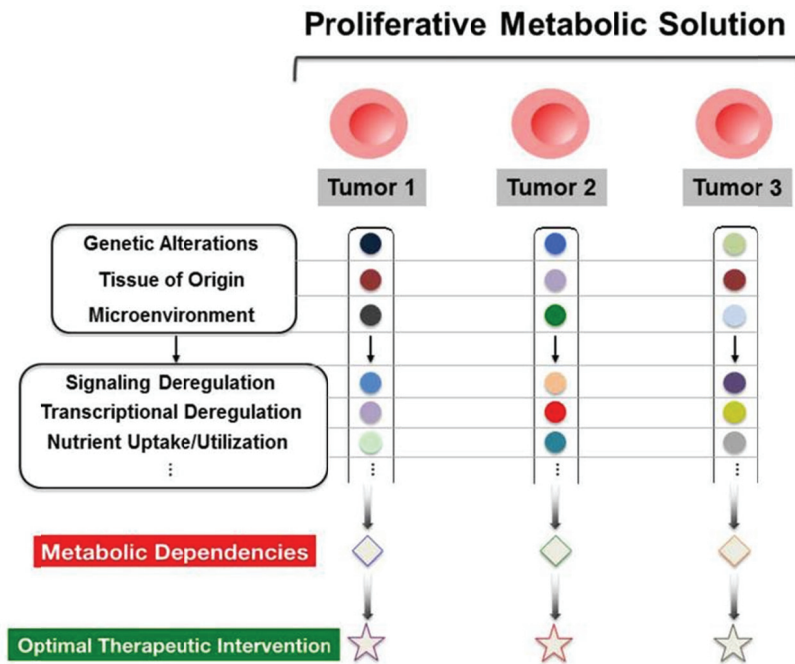 Proliferative Metabolic Solution
Tumor 1 Tumor 2 Tumor 3
Genetic Alterations
Tissue of Origin
Microenvironment
Signaling Deregulation
Transcriptional Deregulation
Nutrient Uptake/Utilization
⋮ ⋮ ⋮ ⋮
Metabolic Dependencies
Optimal Therapeutic Intervention